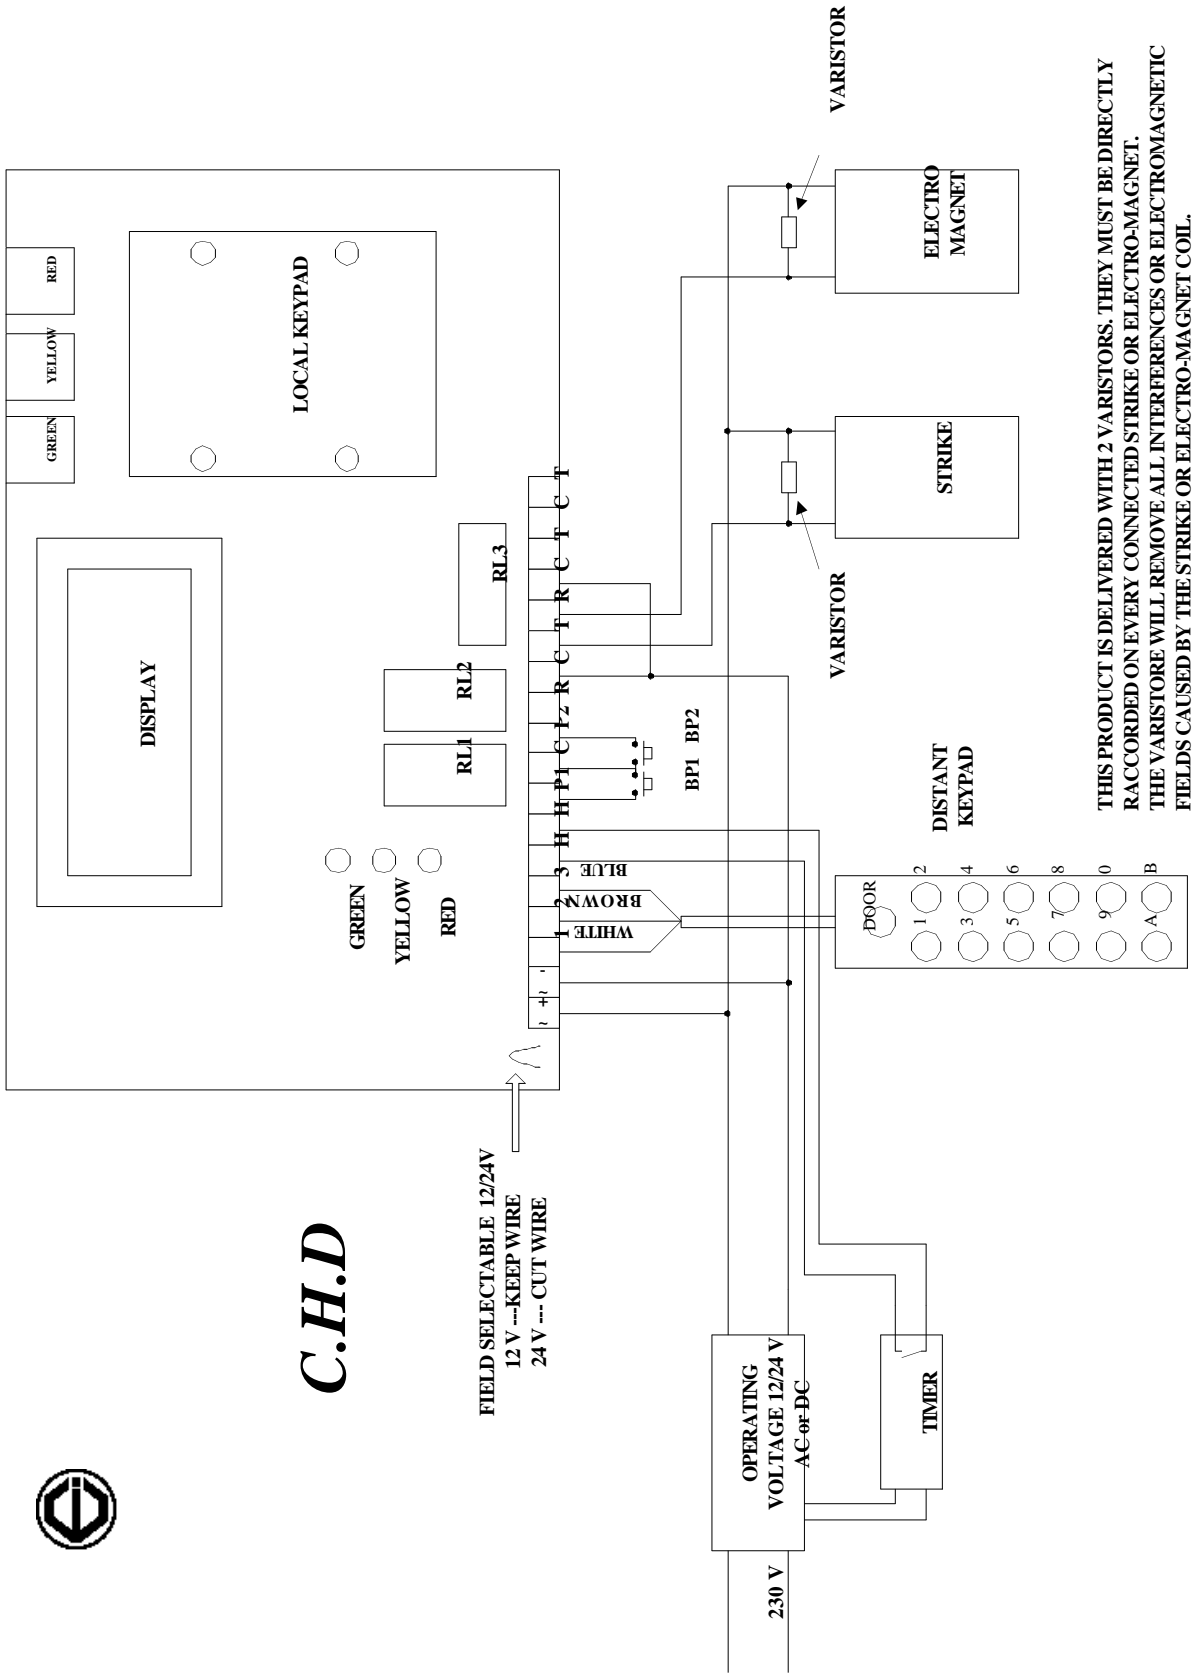 C.H.D
FIELD SELECTABLE 12/24V
12 V ---KEEP WIRE
24 V --- CUT WIRE
DISPLAY
GREEN
YELLOW
RED
GREEN
YELLOW
RED
LOCAL KEYPAD
RL1
RL2
RL3
~ +
~ -
1
2
3
H
H
P1
C
P2
R
C
T
R
C
T
C
T
WHITE
BROWN
BLUE
BP1 BP2
230 V
OPERATING
VOLTAGE 12/24 V
AC or DC
TIMER
DISTANT
KEYPAD
DOOR
1 2
3 4
5 6
7 8
9 0
A B
VARISTOR
STRIKE
VARISTOR
ELECTRO
MAGNET
THIS PRODUCT IS DELIVERED WITH 2 VARISTORS. THEY MUST BE DIRECTLY
RACCORDED ON EVERY CONNECTED STRIKE OR ELECTRO-MAGNET.
THE VARISTORE WILL REMOVE ALL INTERFERENCES OR ELECTROMAGNETIC
FIELDS CAUSED BY THE STRIKE OR ELECTRO-MAGNET COIL.